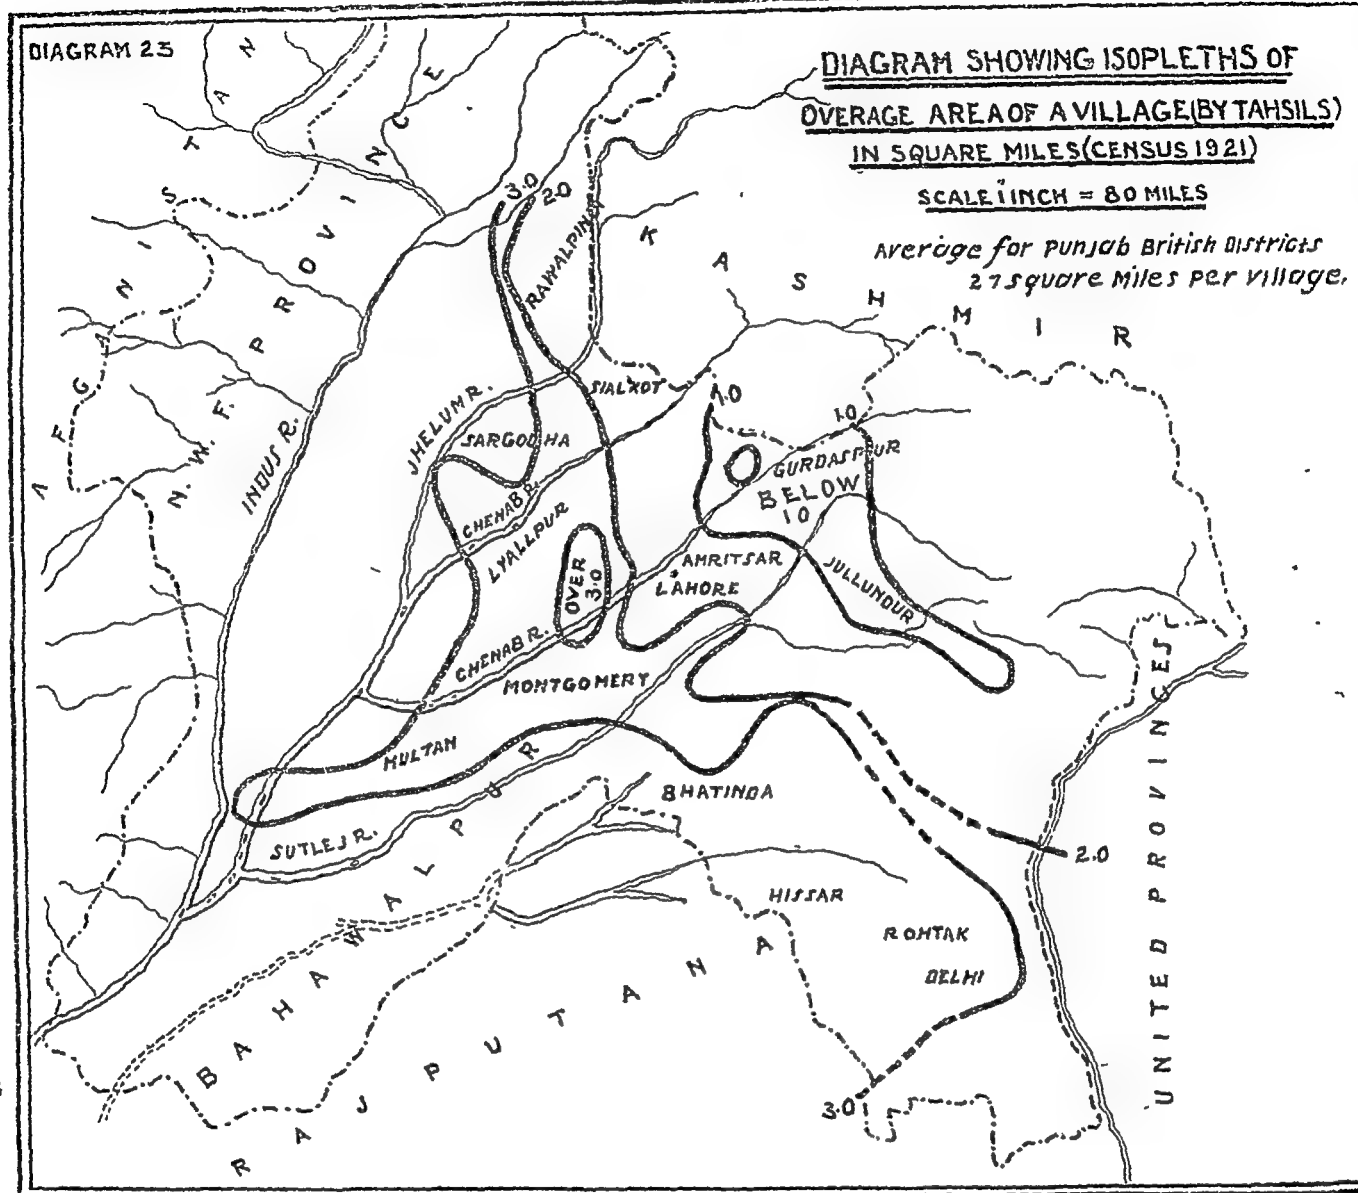 DIAGRAM 23
DIAGRAM SHOWING ISOPLETHS OF
OVERAGE AREA OF A VILLAGE (BY TAHSILS)
IN SQUARE MILES (CENSUS 1921)
SCALE 1 INCH = 80 MILES
Average for Punjab British Districts
27 square Miles per Village.
AFGANISTAN
N. W. F. PROVINCE
KASHMIR
3.0
2.0
RAWALPINDI
INDUS R.
JHELUM R.
SIALKOT
1.0
1.0
SARGODHA
GURDASPUR
BELOW
1.0
CHENAB R.
LYALLPUR
OVER
3.0
AMRITSAR
LAHORE
JULLUNDUR
CHENAB R.
MONTGOMERY
MULTAN
BHATINDA
SUTLEJ R.
2.0
HISSAR
ROHTAK
DELHI
3.0
BAHAWALPUR
RAJPUTANA
UNITED PROVINCES